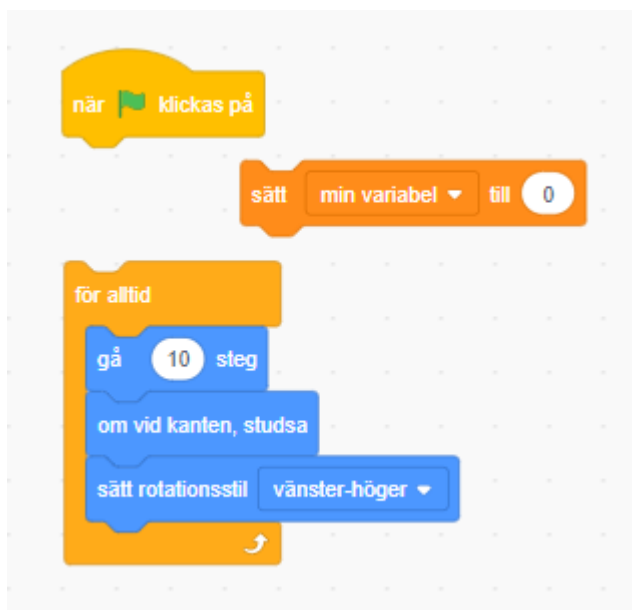 när klickas på
sätt min variabel till 0
för alltid
gå 10 steg
om vid kanten, studsa
sätt rotationsstil vänster-höger